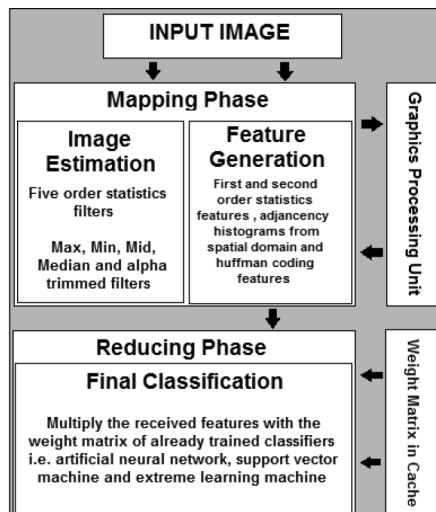 INPUT IMAGE
Mapping Phase
Image
Estimation
Five order statistics
filters
Max, Min, Mid,
Median and alpha
trimmed filters
Feature
Generation
First and second
order statistics
features , adjancency
histograms from
spatial domain and
huffman coding
features
Graphics Processing Unit
Reducing Phase
Final Classification
Multiply the received features with the
weight matrix of already trained classifiers
i.e. artificial neural network, support vector
machine and extreme learning machine
Weight Matrix in Cache